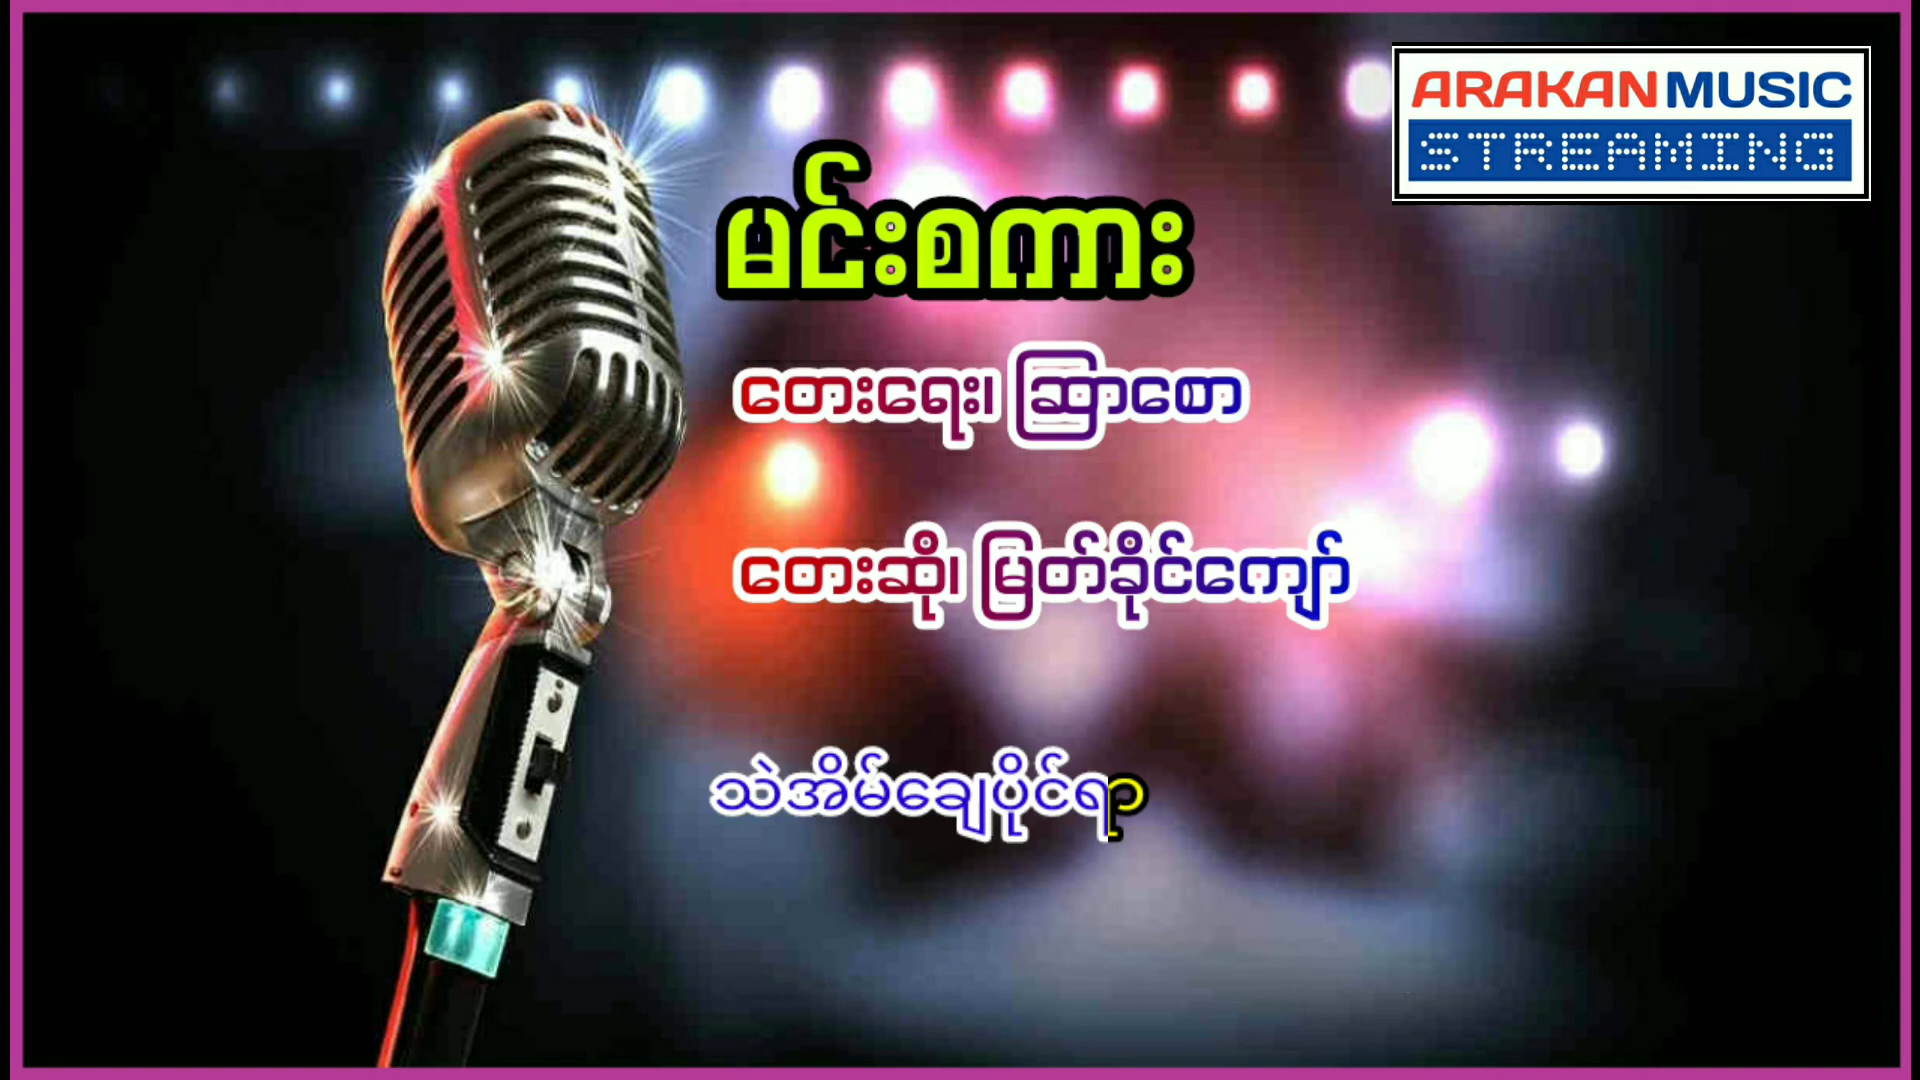 ARAKAN MUSIC
STREAMING
မင်းစကား
တေးရေး၊ ဆြာစော
တေးဆို၊ မြတ်ခိုင်ကျော်
သဲအိမ်ချေပိုင်ရာ